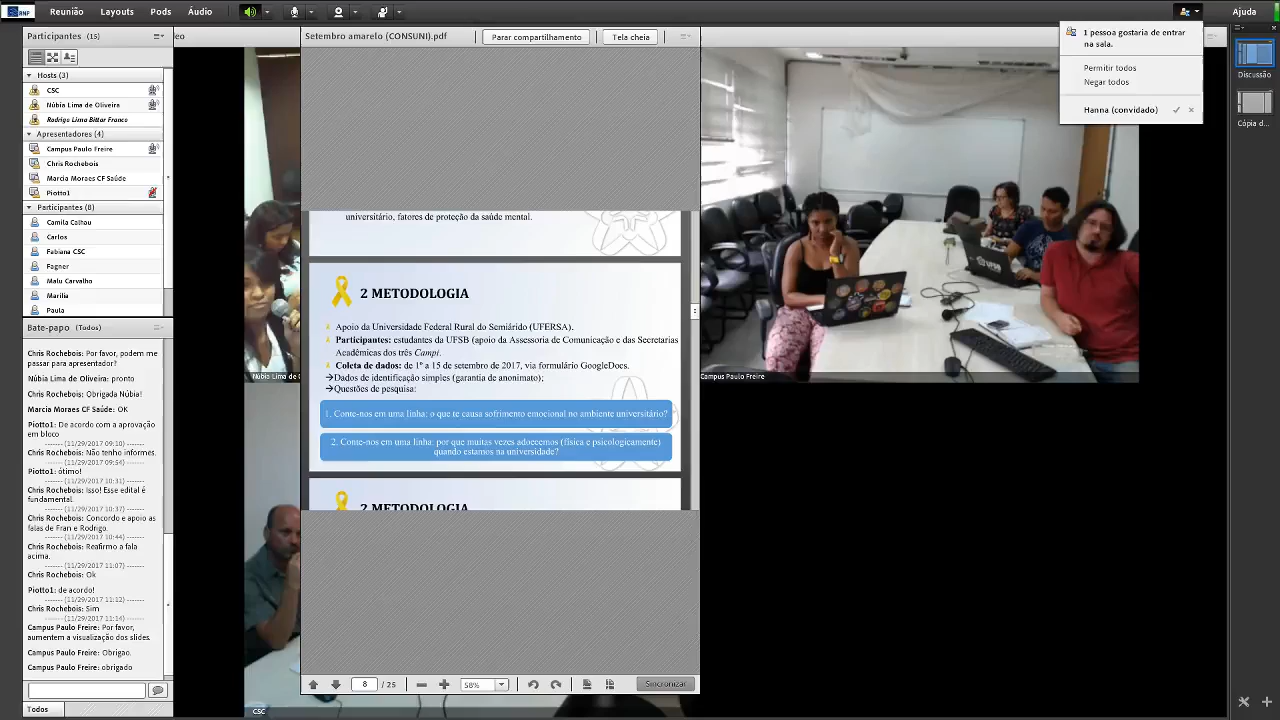 RNP
Reunião
Layouts
Pods
Áudio
Ajuda
Participantes (15)
eo
Hosts (3)
CSC
Núbia Lima de Oliveira
Rodrigo Lima Bittar Franco
Apresentadores (4)
Campus Paulo Freire
Chris Rochebois
Marcia Moraes CF Saúde
Piotto1
Participantes (8)
Camila Calhau
Carlos
Fabiana CSC
Fagner
Malu Carvalho
Marilia
Paula
Bate-papo (Todos)
Chris Rochebois: Por favor, podem me
passar para apresentador?
Núbia Lima de Oliveira: pronto
Chris Rochebois: Obrigada Núbia!
Marcia Moraes CF Saúde: OK
Piotto1: De acordo com a aprovação
em bloco.
------- (11/29/2017 09:10) -------
Chris Rochebois: Não tenho informes.
------- (11/29/2017 09:54) -------
Piotto1: ótimo!
------- (11/29/2017 10:31) -------
Chris Rochebois: Isso! Esse edital é
fundamental.
------- (11/29/2017 10:37) -------
Chris Rochebois: Concordo e apoio as
falas de Fran e Rodrigo.
------- (11/29/2017 10:44) -------
Chris Rochebois: Reafirmo a fala
acima.
------- (11/29/2017 11:07) -------
Chris Rochebois: Ok
Piotto1: de acordo!
------- (11/29/2017 11:12) -------
Chris Rochebois: Sim
------- (11/29/2017 11:14) -------
Campus Paulo Freire: Por favor,
aumentem a visualização dos slides.
Campus Paulo Freire: Obrigao.
Campus Paulo Freire: obrigado
Todos
Setembro amarelo (CONSUNI).pdf
Parar compartilhamento
Tela cheia
universitário, fatores de proteção da saúde mental.
2 METODOLOGIA
Apoio da Universidade Federal Rural do Semiárido (UFERSA).
Participantes: estudantes da UFSB (apoio da Assessoria de Comunicação e das Secretarias
Acadêmicas dos três Campi.
Coleta de dados: de 1º a 15 de setembro de 2017, via formulário GoogleDocs.
→Dados de identificação simples (garantia de anonimato);
→Questões de pesquisa:
1. Conte-nos em uma linha: o que te causa sofrimento emocional no ambiente universitário?
2. Conte-nos em uma linha: por que muitas vezes adoecemos (física e psicologicamente)
quando estamos na universidade?
2 METODOLOGIA
8 / 25
58%
Sincronizar
Núbia Lima de O
CSC
Campus Paulo Freire
UFSB
1 pessoa gostaria de entrar
na sala.
Permitir todos
Negar todos
Hanna (convidado)
Discussão
Cópia d...